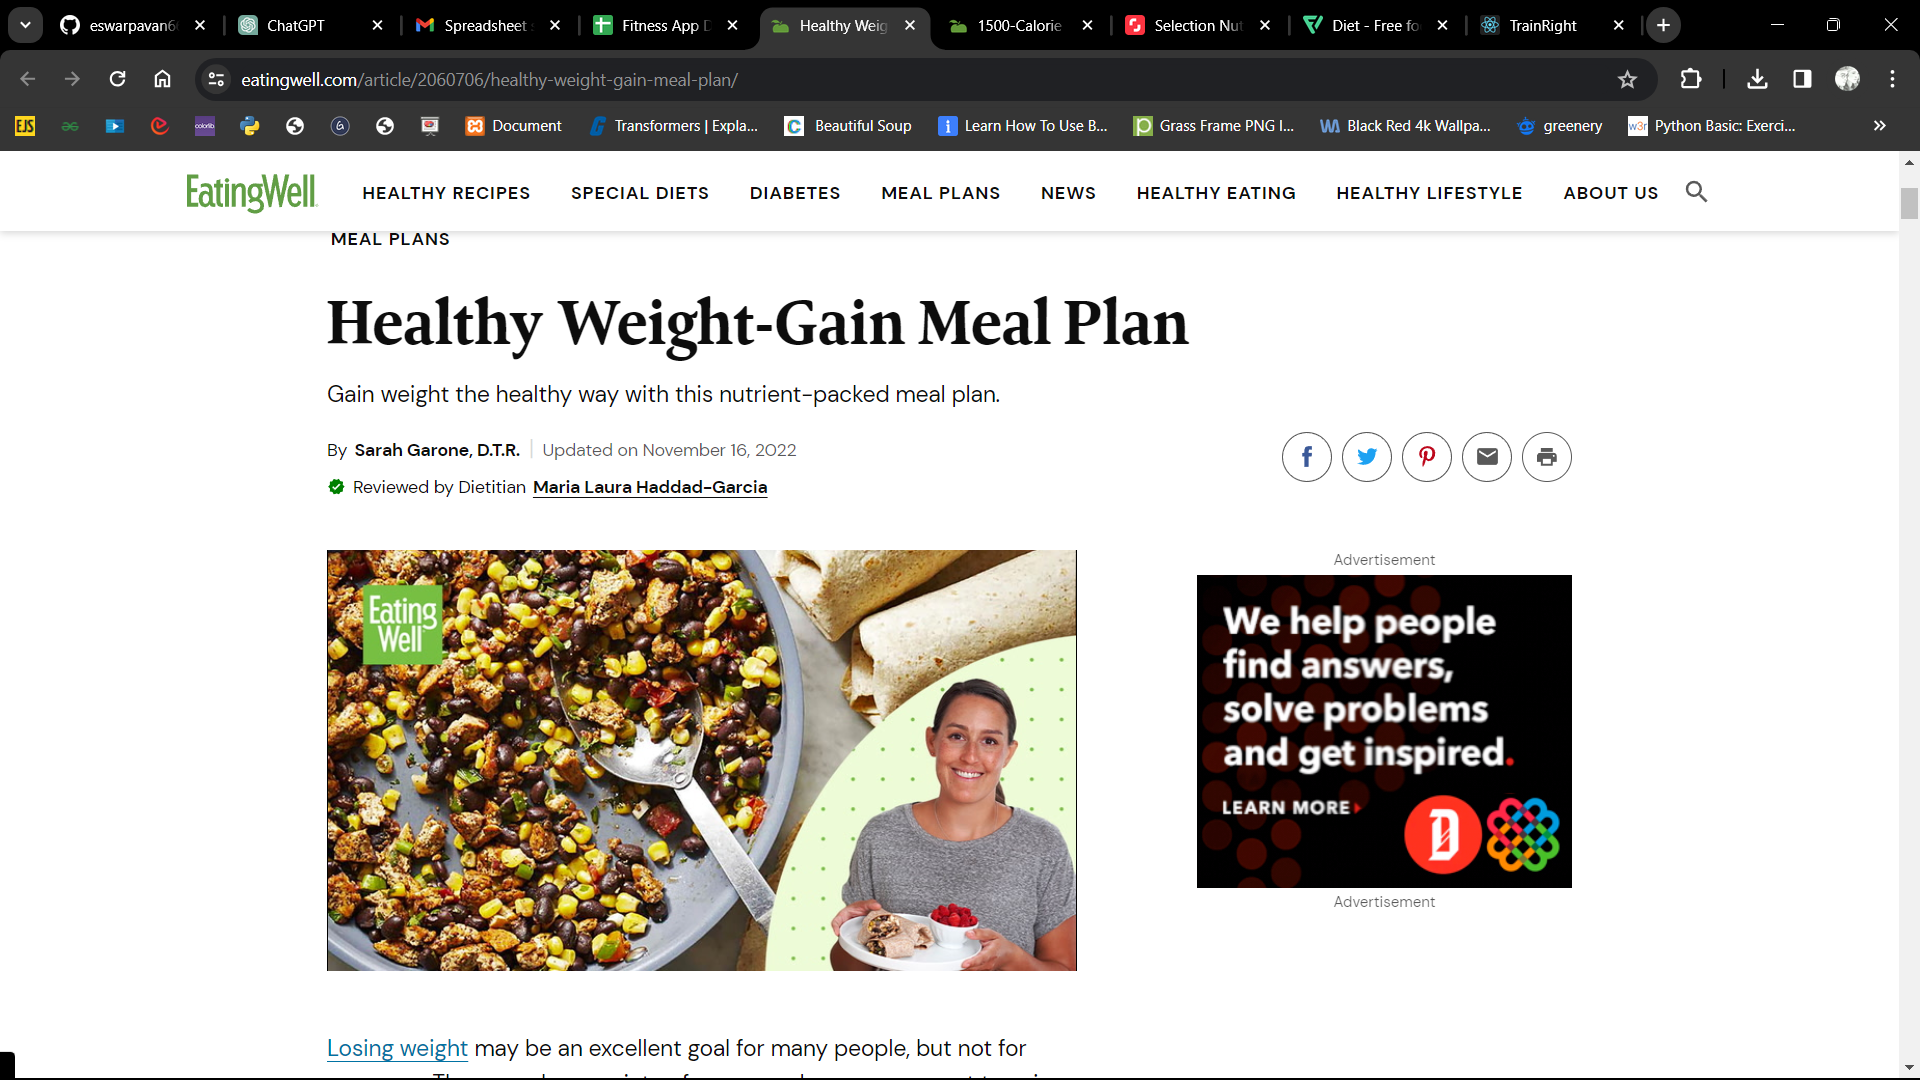 eswarpavan6
ChatGPT
Spreadsheet
Fitness App D
Healthy Weig
1500-Calorie
Selection Nut
Diet - Free fo
TrainRight
eatingwell.com/article/2060706/healthy-weight-gain-meal-plan/
EJS
colorlib
Document
Transformers | Expla...
Beautiful Soup
Learn How To Use B...
Grass Frame PNG I...
Black Red 4k Wallpa...
greenery
w3r
Python Basic: Exerci...
EatingWell
HEALTHY RECIPES
SPECIAL DIETS
DIABETES
MEAL PLANS
NEWS
HEALTHY EATING
HEALTHY LIFESTYLE
ABOUT US
MEAL PLANS
Healthy Weight-Gain Meal Plan
Gain weight the healthy way with this nutrient-packed meal plan.
By Sarah Garone, D.T.R.
Updated on November 16, 2022
Reviewed by Dietitian Maria Laura Haddad-Garcia
Eating
Well
Advertisement
We help people
find answers,
solve problems
and get inspired.
LEARN MORE
D
Advertisement
Losing weight may be an excellent goal for many people, but not for